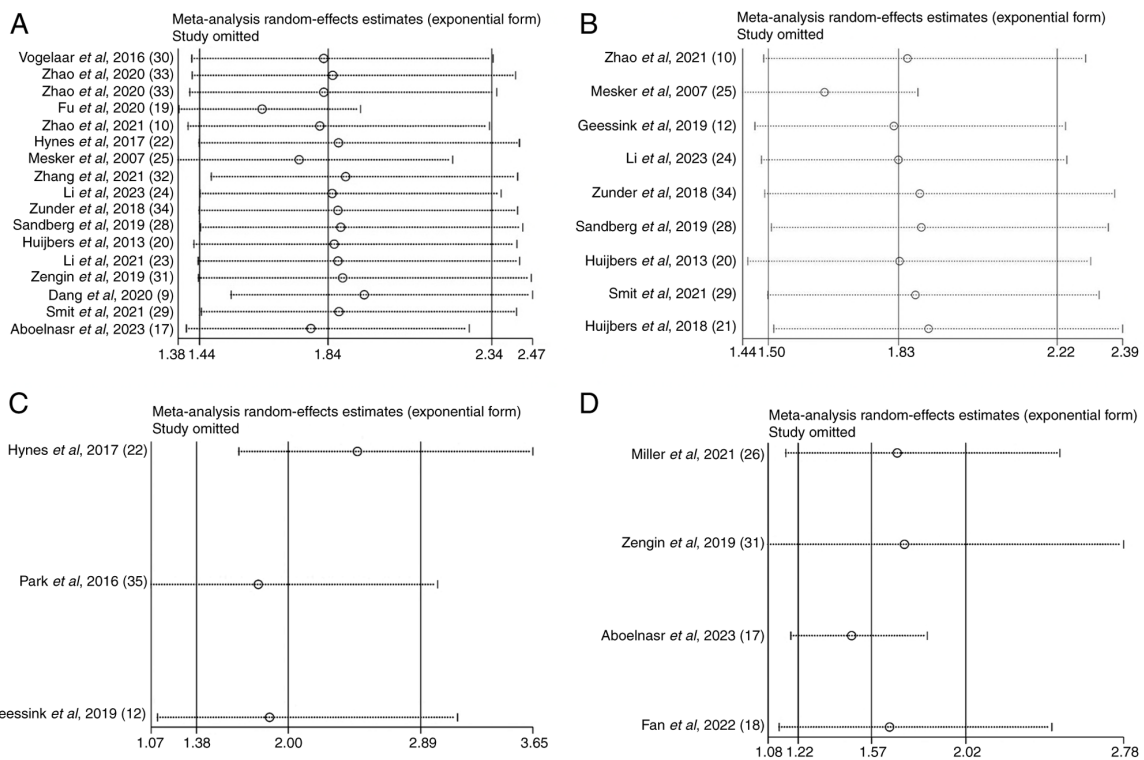 A
Meta-analysis random-effects estimates (exponential form)
Study omitted
Vogelaar et al, 2016 (30)
Zhao et al, 2020 (33)
Zhao et al, 2020 (33)
Fu et al, 2020 (19)
Zhao et al, 2021 (10)
Hynes et al, 2017 (22)
Mesker et al, 2007 (25)
Zhang et al, 2021 (32)
Li et al, 2023 (24)
Zunder et al, 2018 (34)
Sandberg et al, 2019 (28)
Huijbers et al, 2013 (20)
Li et al, 2021 (23)
Zengin et al, 2019 (31)
Dang et al, 2020 (9)
Smit et al, 2021 (29)
Aboelnasr et al, 2023 (17)
1.38 1.44 1.84 2.34 2.47
B
Meta-analysis random-effects estimates (exponential form)
Study omitted
Zhao et al, 2021 (10)
Mesker et al, 2007 (25)
Geessink et al, 2019 (12)
Li et al, 2023 (24)
Zunder et al, 2018 (34)
Sandberg et al, 2019 (28)
Huijbers et al, 2013 (20)
Smit et al, 2021 (29)
Huijbers et al, 2018 (21)
1.44 1.50 1.83 2.22 2.39
C
Meta-analysis random-effects estimates (exponential form)
Study omitted
Hynes et al, 2017 (22)
Park et al, 2016 (35)
eessink et al, 2019 (12)
1.07 1.38 2.00 2.89 3.65
D
Meta-analysis random-effects estimates (exponential form)
Study omitted
Miller et al, 2021 (26)
Zengin et al, 2019 (31)
Aboelnasr et al, 2023 (17)
Fan et al, 2022 (18)
1.08 1.22 1.57 2.02 2.78